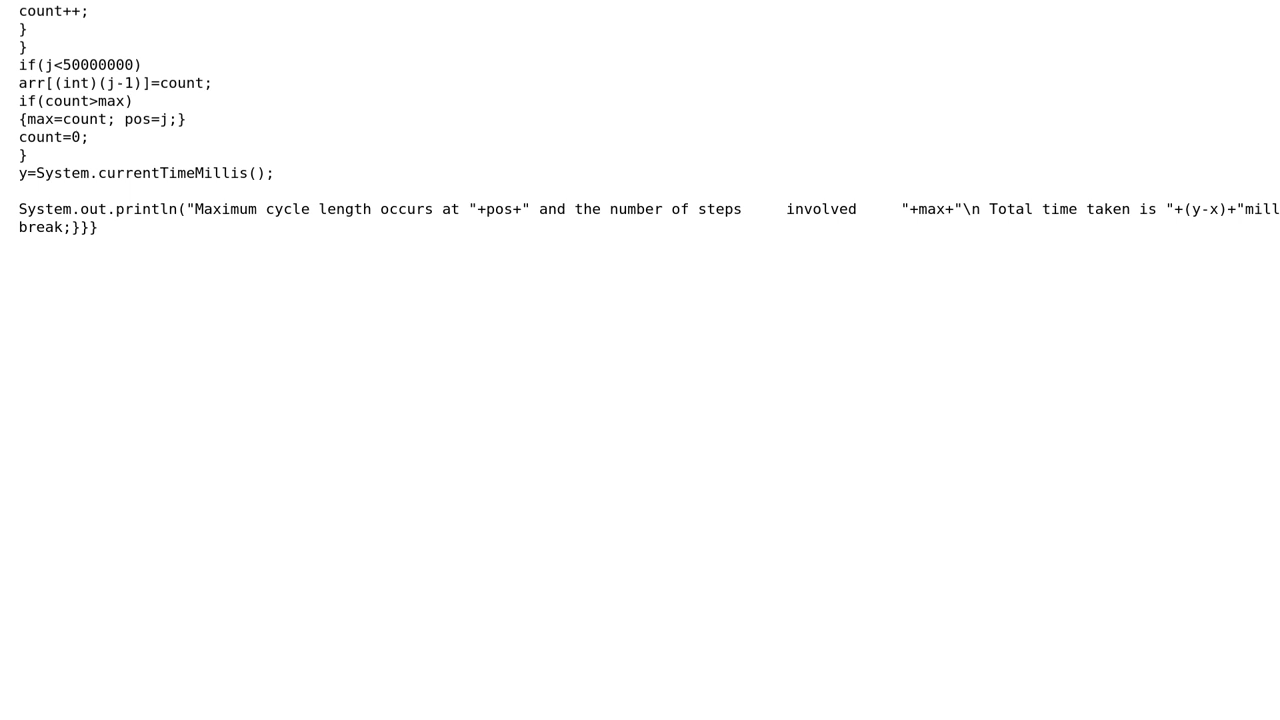 count++;
}
}
if(j<50000000)
arr[(int)(j-1)]=count;
if(count>max)
{max=count; pos=j;}
count=0;
}
y=System.currentTimeMillis();

System.out.println("Maximum cycle length occurs at "+pos+" and the number of steps     involved     "+max+"\n Total time taken is "+(y-x)+"mill
break;}}}